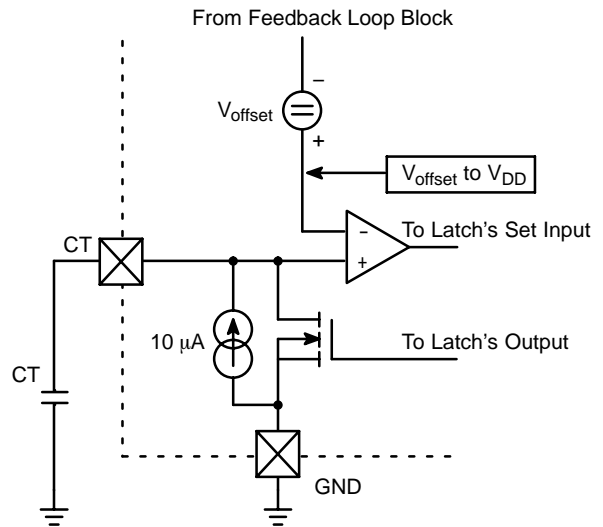 From Feedback Loop Block
−
Voffset
+
Voffset to VDD
CT
−
To Latch's Set Input
+
10 µA
To Latch's Output
CT
GND